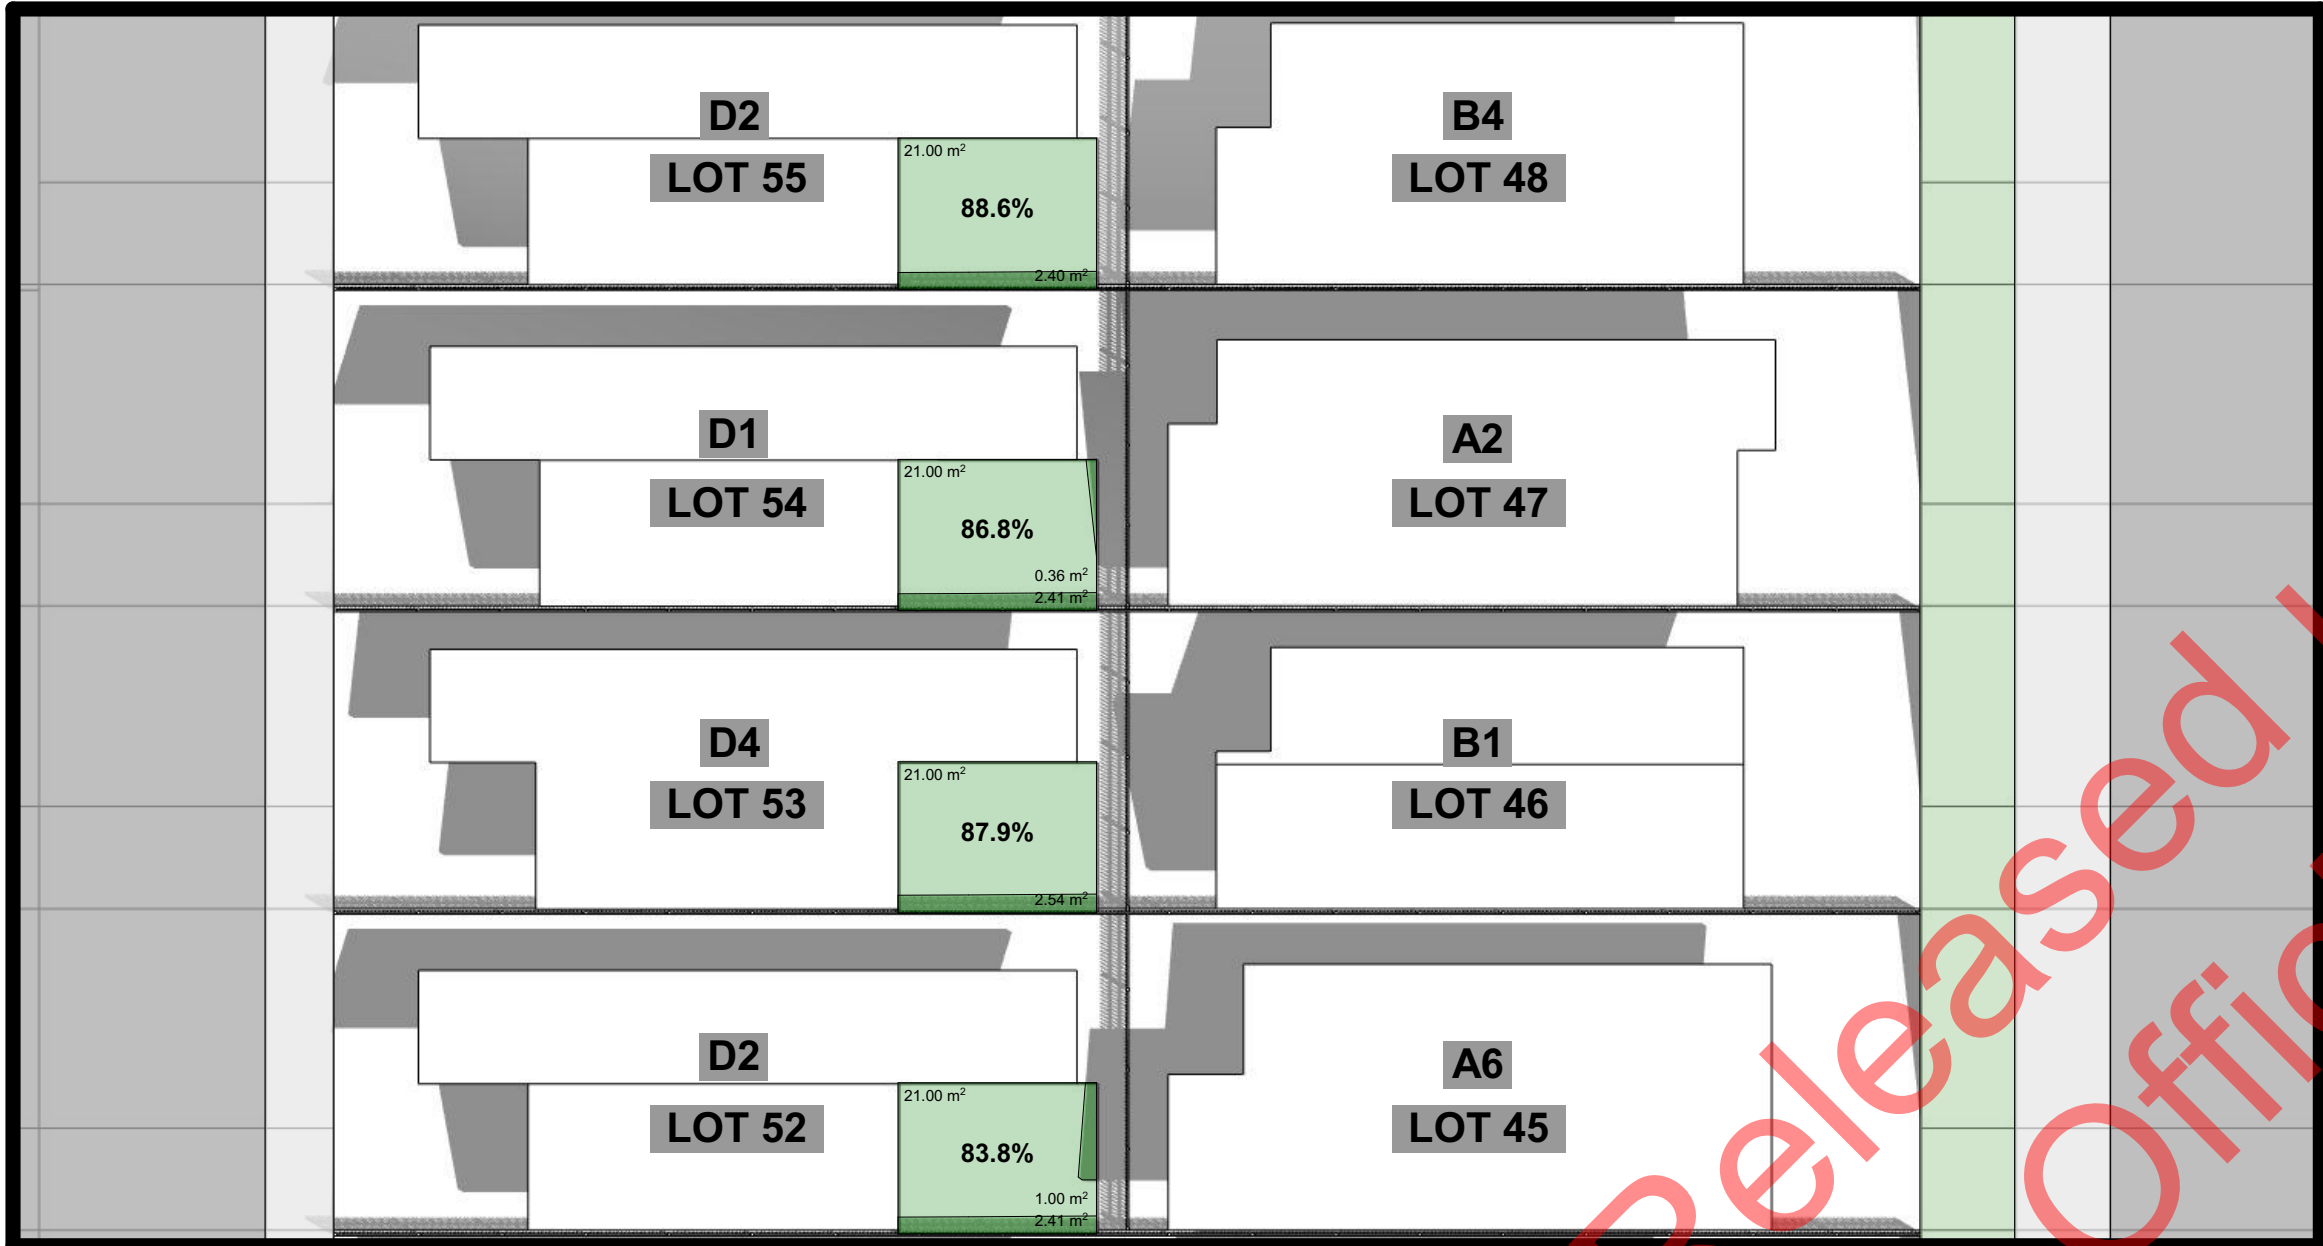 D2
LOT 55
21.00 m²
88.6%
2.40 m²
B4
LOT 48
D1
LOT 54
21.00 m²
86.8%
0.36 m²
2.41 m²
A2
LOT 47
D4
LOT 53
21.00 m²
87.9%
2.54 m²
B1
LOT 46
D2
LOT 52
21.00 m²
83.8%
1.00 m²
2.41 m²
A6
LOT 45
Released
Offic